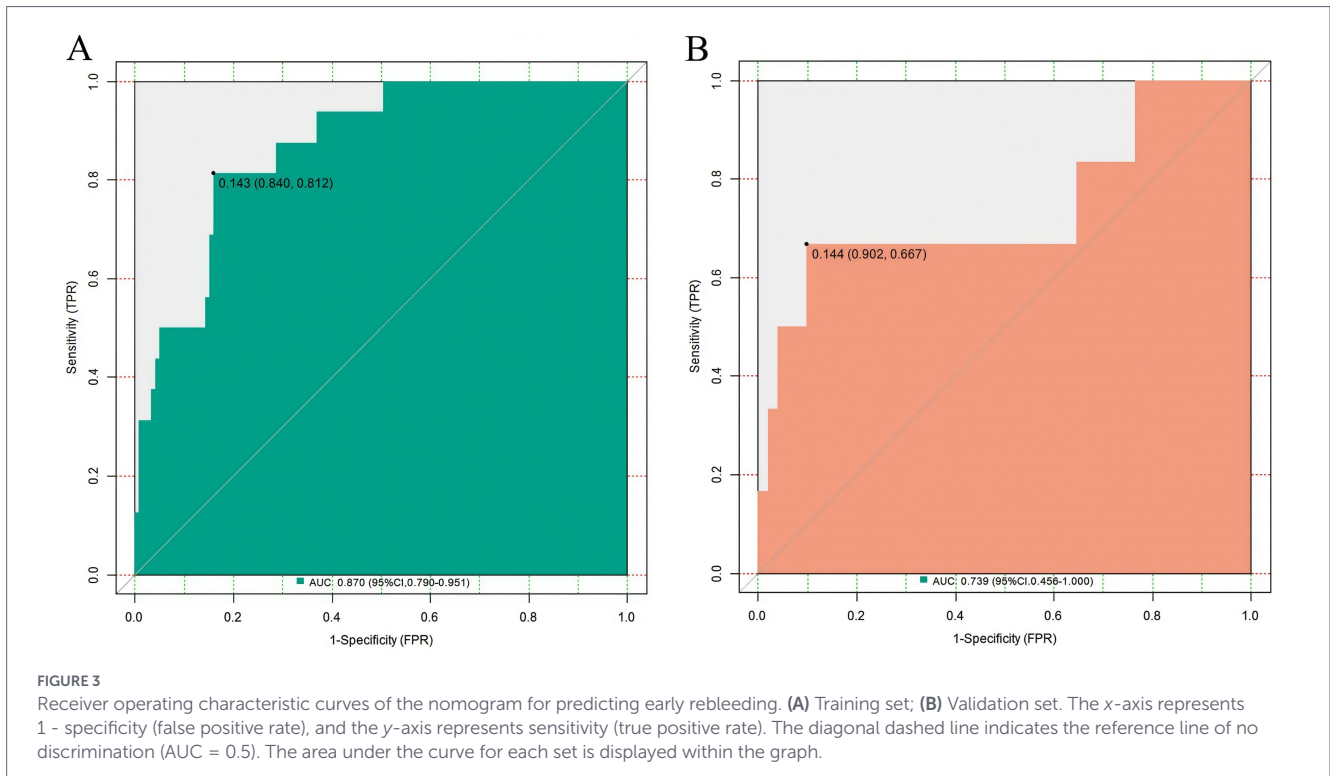 A
1.0
0.8
0.6
0.4
0.2
0.0
Sensitivity (TPR)
0.143 (0.840, 0.812)
AUC 0.870 (95%CI,0.790-0.951)
0.0 0.2 0.4 0.6 0.8 1.0
1-Specificity (FPR)
B
1.0
0.8
0.6
0.4
0.2
0.0
Sensitivity (TPR)
0.144 (0.902, 0.667)
AUC 0.739 (95%CI.0.456-1.000)
0.0 0.2 0.4 0.6 0.8 1.0
1-Specificity (FPR)
FIGURE 3
Receiver operating characteristic curves of the nomogram for predicting early rebleeding. (A) Training set; (B) Validation set. The x-axis represents
1 - specificity (false positive rate), and the y-axis represents sensitivity (true positive rate). The diagonal dashed line indicates the reference line of no
discrimination (AUC = 0.5). The area under the curve for each set is displayed within the graph.